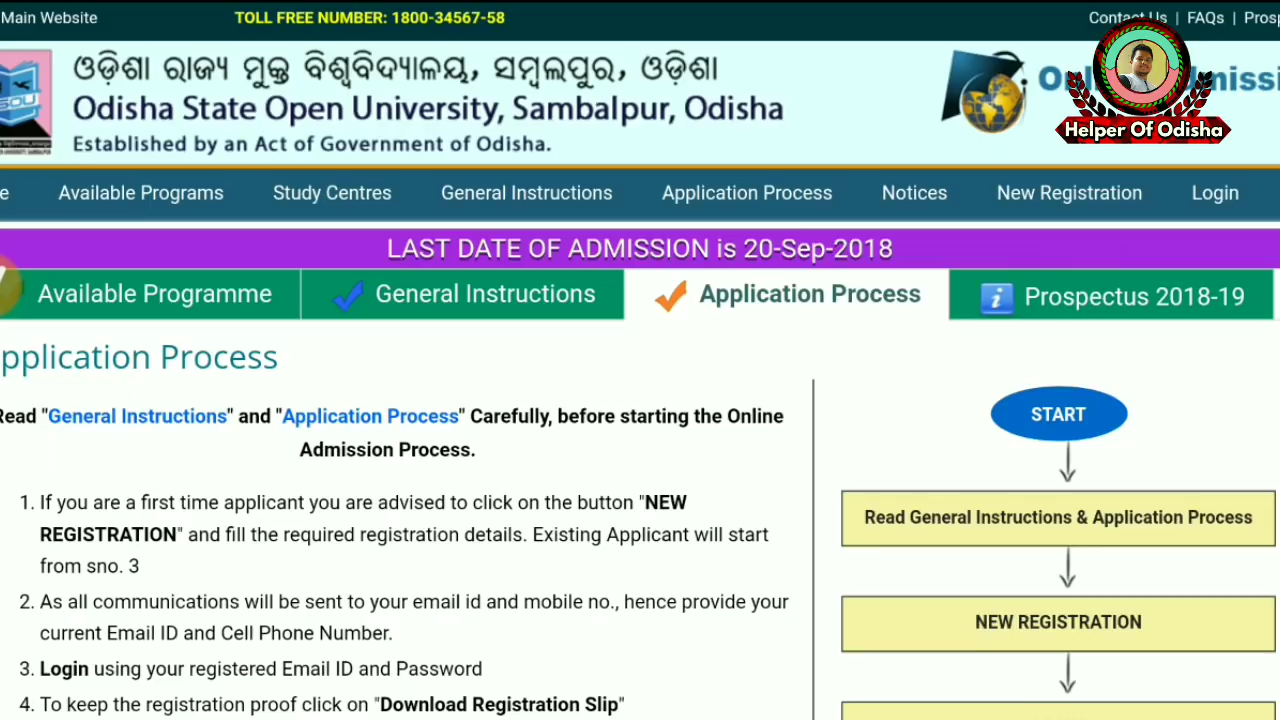 Main Website TOLL FREE NUMBER: 1800-34567-58 Contact Us | FAQs |
ଓଡ଼ିଶା ରାଜ୍ୟ ମୁକ୍ତ ବିଶ୍ଵବିଦ୍ୟାଳୟ, ସମ୍ବଲପୁର, ଓଡ଼ିଶା
Odisha State Open University, Sambalpur, Odisha
Established by an Act of Government of Odisha.
Helper Of Odisha
Available Programs Study Centres General Instructions Application Process Notices New Registration Login
LAST DATE OF ADMISSION is 20-Sep-2018
Available Programme General Instructions Application Process Prospectus 2018-19
pplication Process
Read "General Instructions" and "Application Process" Carefully, before starting the Online
Admission Process.
1. If you are a first time applicant you are advised to click on the button "NEW
REGISTRATION" and fill the required registration details. Existing Applicant will start
from sno. 3
2. As all communications will be sent to your email id and mobile no., hence provide your
current Email ID and Cell Phone Number.
3. Login using your registered Email ID and Password
4. To keep the registration proof click on "Download Registration Slip"
START
Read General Instructions & Application Process
NEW REGISTRATION